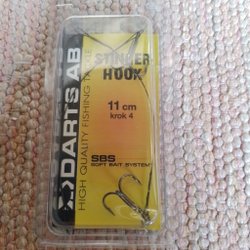 STINGER
HOOK
11 cm
krok 4
SBS
SOFT BAIT SYSTEM
DARTS AB
HIGH QUALITY FISHING TACKLE